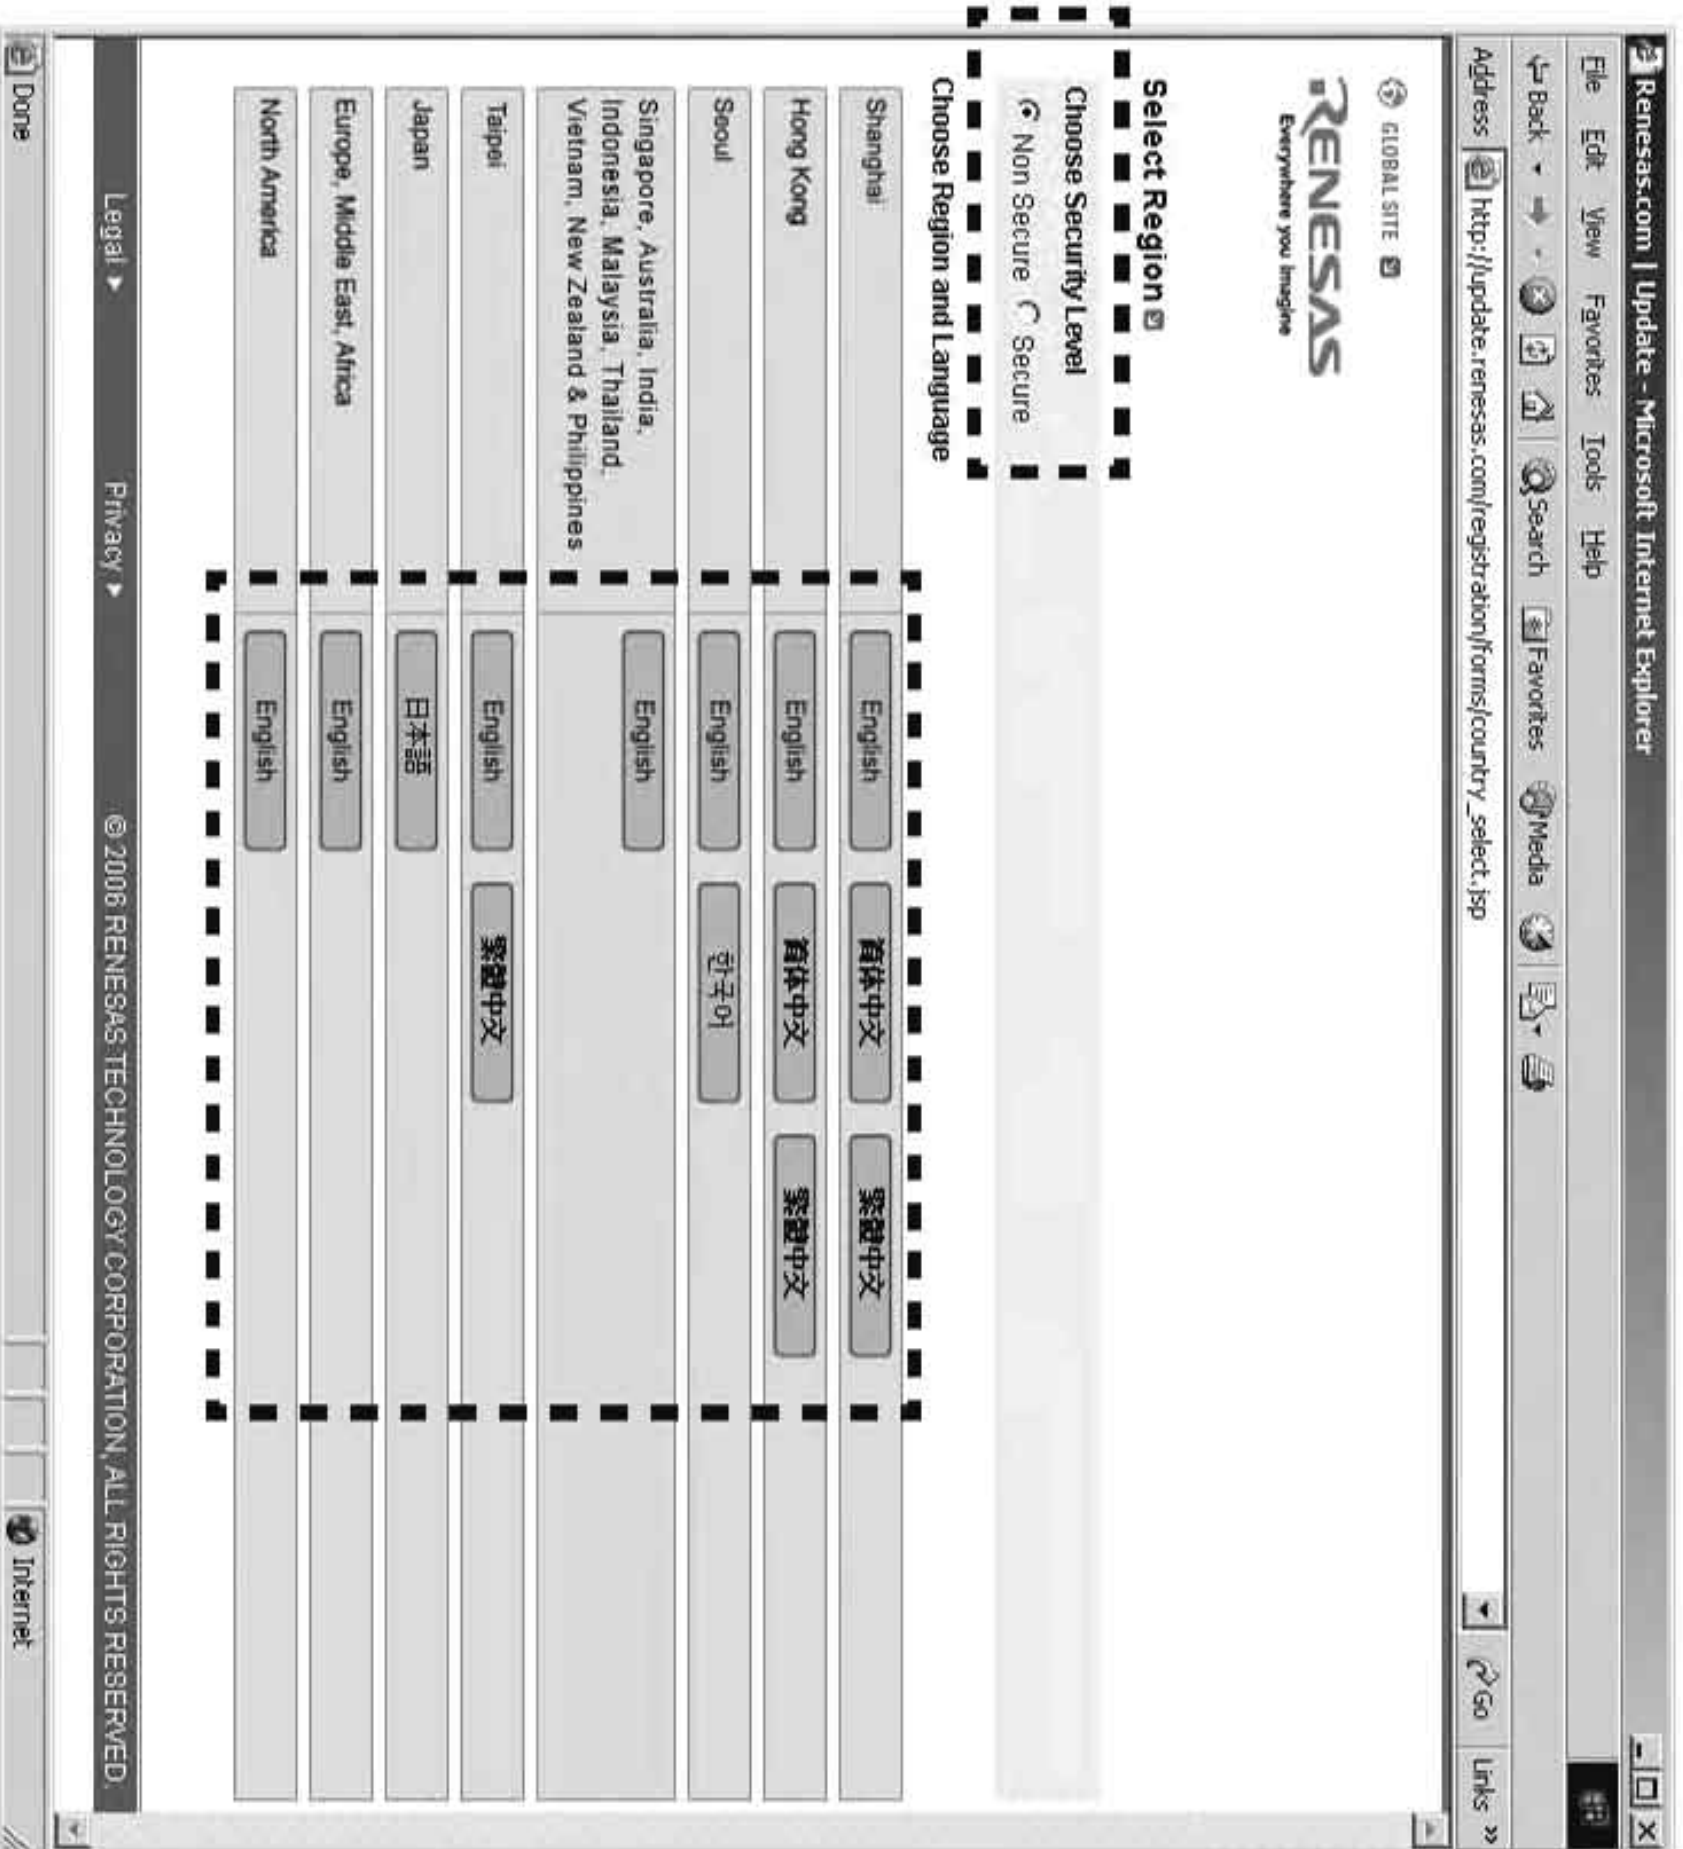 Renesas.com | Update - Microsoft Internet Explorer
File Edit View Favorites Tools Help
Back Search Favorites Media
Address http://update.renesas.com/registration/forms/country_select.jsp Go Links »
GLOBAL SITE
RENESAS
Everywhere you imagine
Select Region
Choose Security Level
Non Secure Secure
Choose Region and Language
Shanghai English 简体中文 繁體中文
Hong Kong English 简体中文 繁體中文
Seoul English 한국어
Singapore, Australia, India, English
Indonesia, Malaysia, Thailand,
Vietnam, New Zealand & Philippines
Taipei English 繁體中文
Japan 日本語
Europe, Middle East, Africa English
North America English
Legal Privacy © 2006 RENESAS TECHNOLOGY CORPORATION, ALL RIGHTS RESERVED.
Done Internet